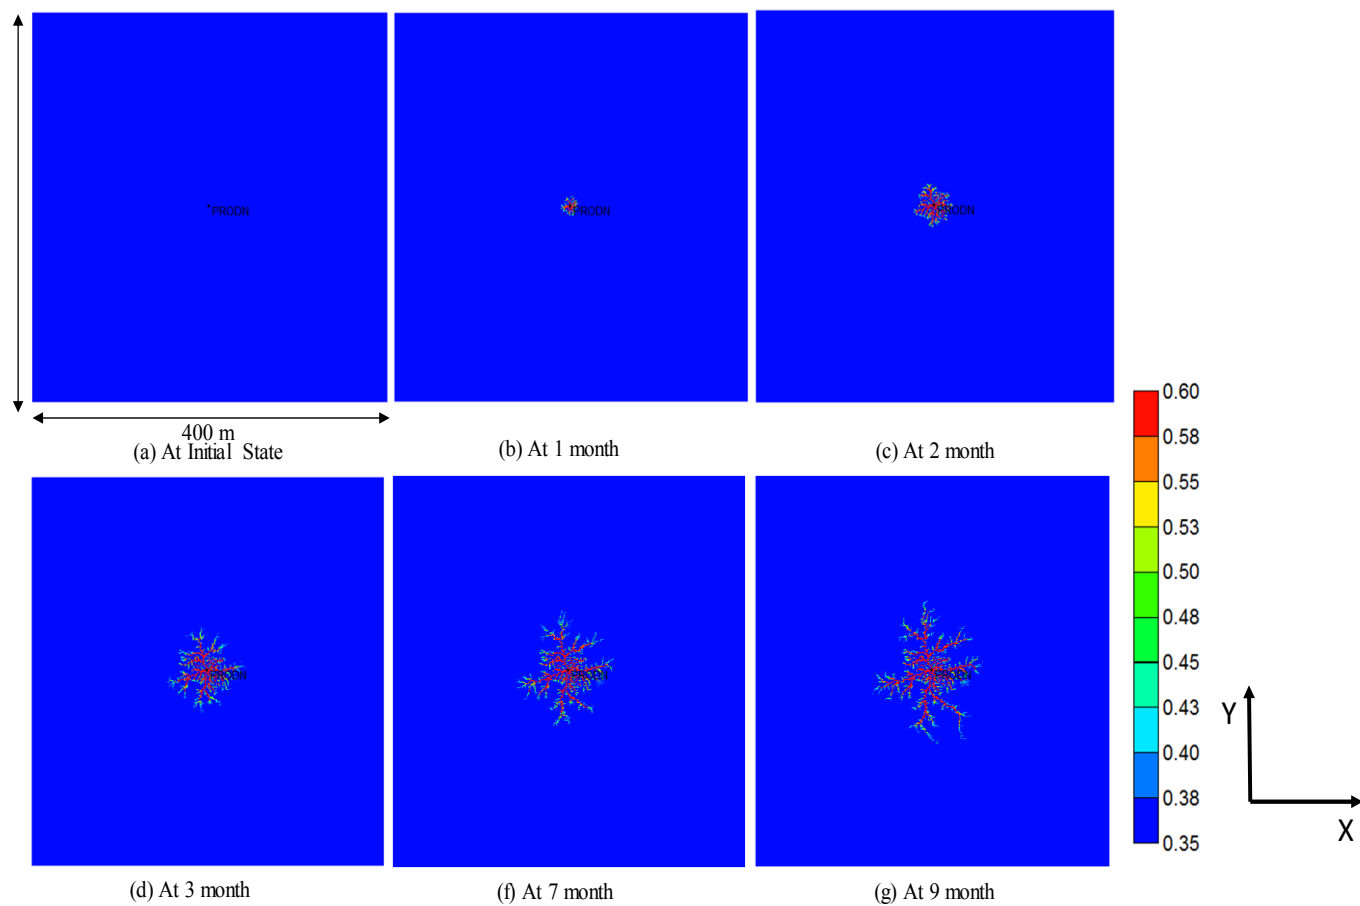 PRODN
PRODN
PRODN
400 m
(a) At Initial State
(b) At 1 month
(c) At 2 month
0.60
0.58
0.55
0.53
0.50
0.48
0.45
0.43
0.40
0.38
0.35
PRODN
PRODN
PRODN
Y
X
(d) At 3 month
(f) At 7 month
(g) At 9 month